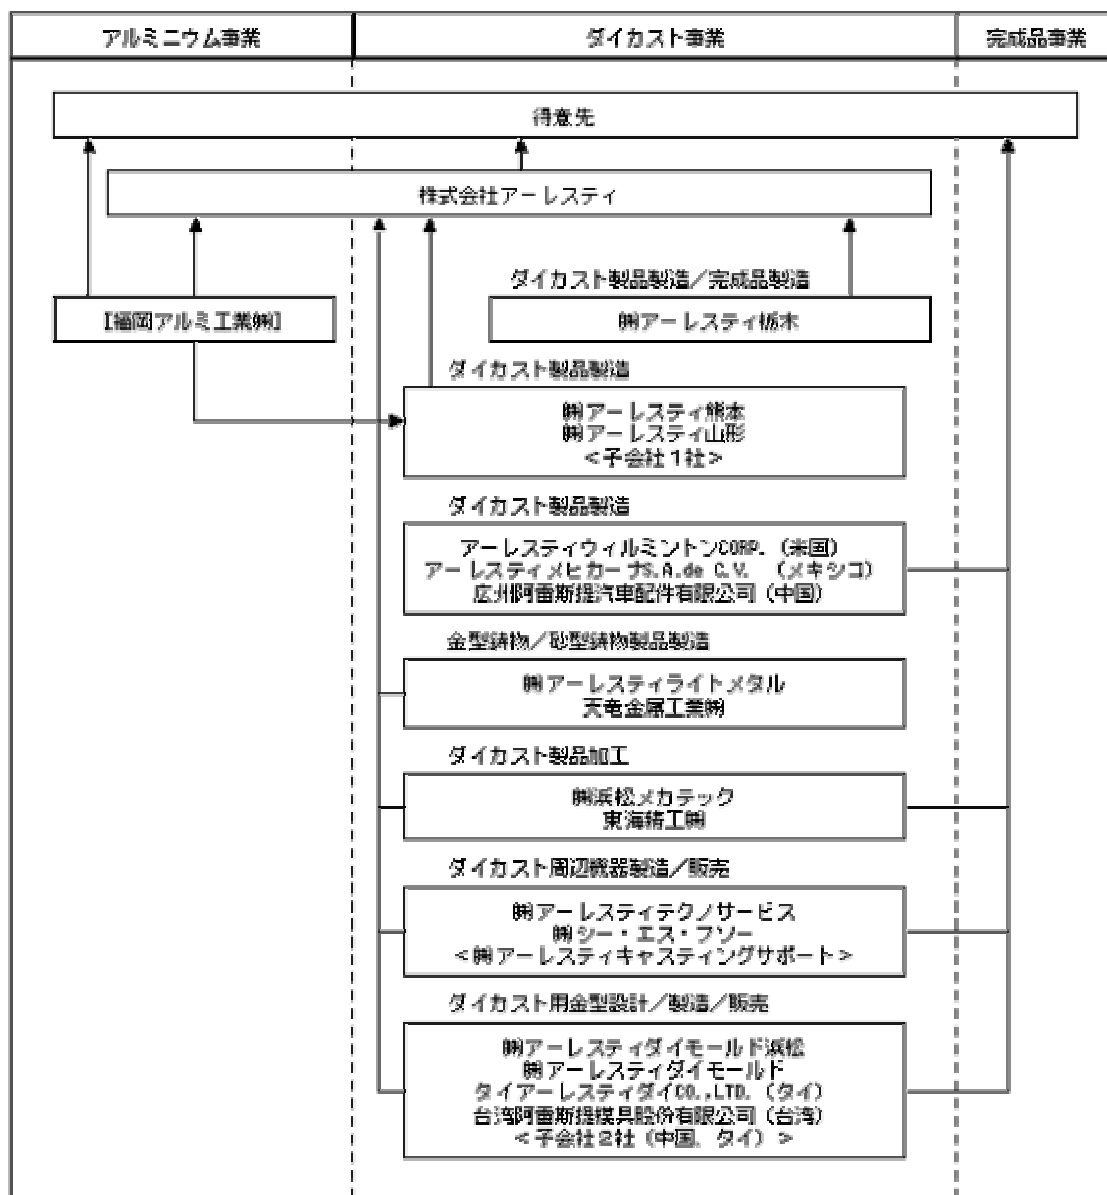 アルミニウム事業
ダイカスト事業
完成品事業
得意先
株式会社アーレスティ
ダイカスト製品製造／完成品製造
【福岡アルミ工業㈱】
㈱アーレスティ栃木
ダイカスト製品製造
㈱アーレスティ熊本
㈱アーレスティ山形
＜子会社１社＞
ダイカスト製品製造
アーレスティウィルミントンCORP.（米国）
アーレスティメヒカーナS.A.de C.V.　（メキシコ）
広州阿雷斯提汽車配件有限公司（中国）
金型鋳物／砂型鋳物製品製造
㈱アーレスティライトメタル
天竜金属工業㈱
ダイカスト製品加工
㈱浜松メカテック
東海精工㈱
ダイカスト周辺機器製造／販売
㈱アーレスティテクノサービス
㈱シー・エス・フソー
＜㈱アーレスティキャスティングサポート＞
ダイカスト用金型設計／製造／販売
㈱アーレスティダイモールド浜松
㈱アーレスティダイモールド
タイアーレスティダイCO.,LTD.（タイ）
台湾阿雷斯提模具股份有限公司（台湾）
＜子会社２社（中国、タイ）＞